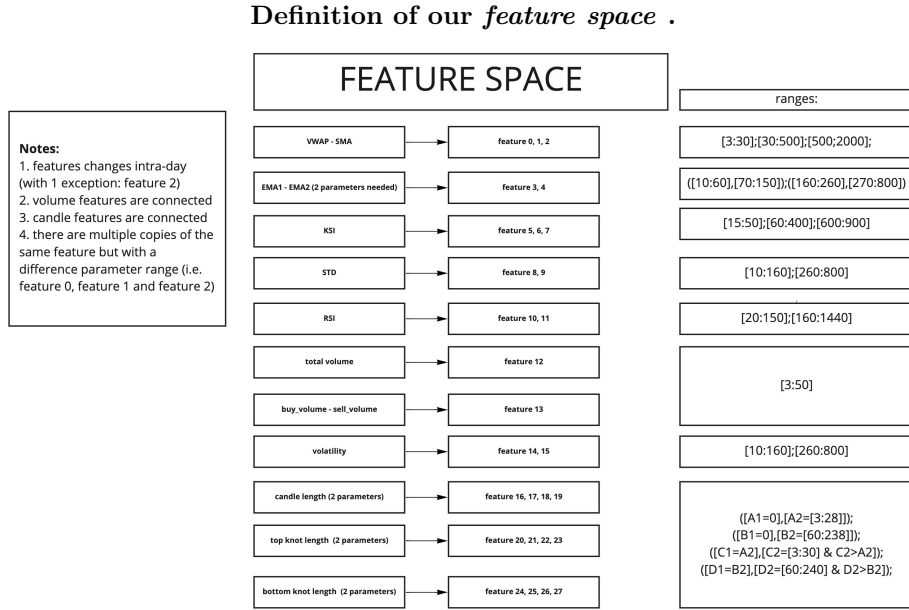 Definition of our feature space .
FEATURE SPACE
ranges:
Notes:
1. features changes intra-day
(with 1 exception: feature 2)
2. volume features are connected
3. candle features are connected
4. there are multiple copies of the
same feature but with a
difference parameter range (i.e.
feature 0, feature 1 and feature 2)
VWAP - SMA
feature 0, 1, 2
[3:30];[30:500];[500;2000];
EMA1 - EMA2 (2 parameters needed)
feature 3, 4
([10:60],[70:150]);([160:260],[270:800])
KSI
feature 5, 6, 7
[15:50];[60:400];[600:900]
STD
feature 8, 9
[10:160];[260:800]
RSI
feature 10, 11
[20:150];[160:1440]
total volume
feature 12
[3:50]
buy_volume - sell_volume
feature 13
volatility
feature 14, 15
[10:160];[260:800]
candle length (2 parameters)
feature 16, 17, 18, 19
top knot length (2 parameters)
feature 20, 21, 22, 23
bottom knot length (2 parameters)
feature 24, 25, 26, 27
([A1=0],[A2=[3:28]]);
([B1=0],[B2=[60:238]]);
([C1=A2],[C2=[3:30] & C2>A2]);
([D1=B2],[D2=[60:240] & D2>B2]);